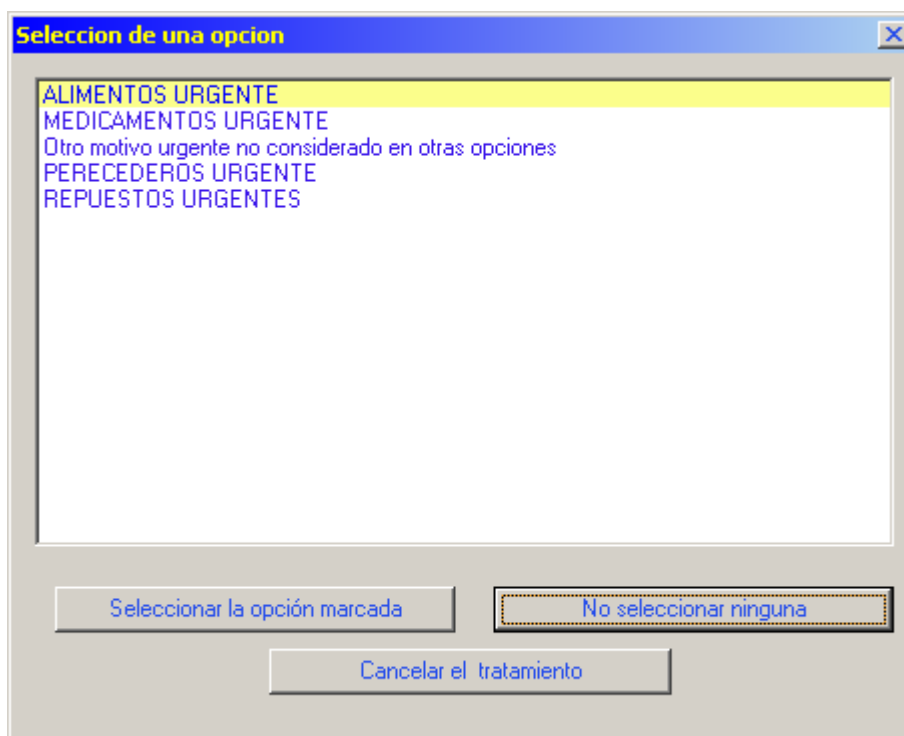 Seleccion de una opcion
ALIMENTOS URGENTE
MEDICAMENTOS URGENTE
Otro motivo urgente no considerado en otras opciones
PERECEDEROS URGENTE
REPUESTOS URGENTES
Seleccionar la opción marcada
No seleccionar ninguna
Cancelar el tratamiento